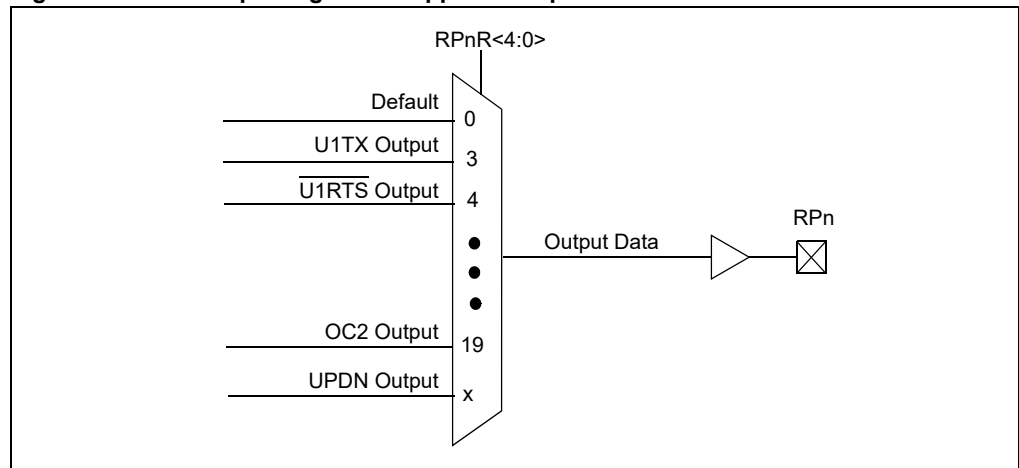 RPnR<4:0>
Default
0
U1TX Output
3
U1RTS Output
4
RPn
Output Data
OC2 Output
19
UPDN Output
x